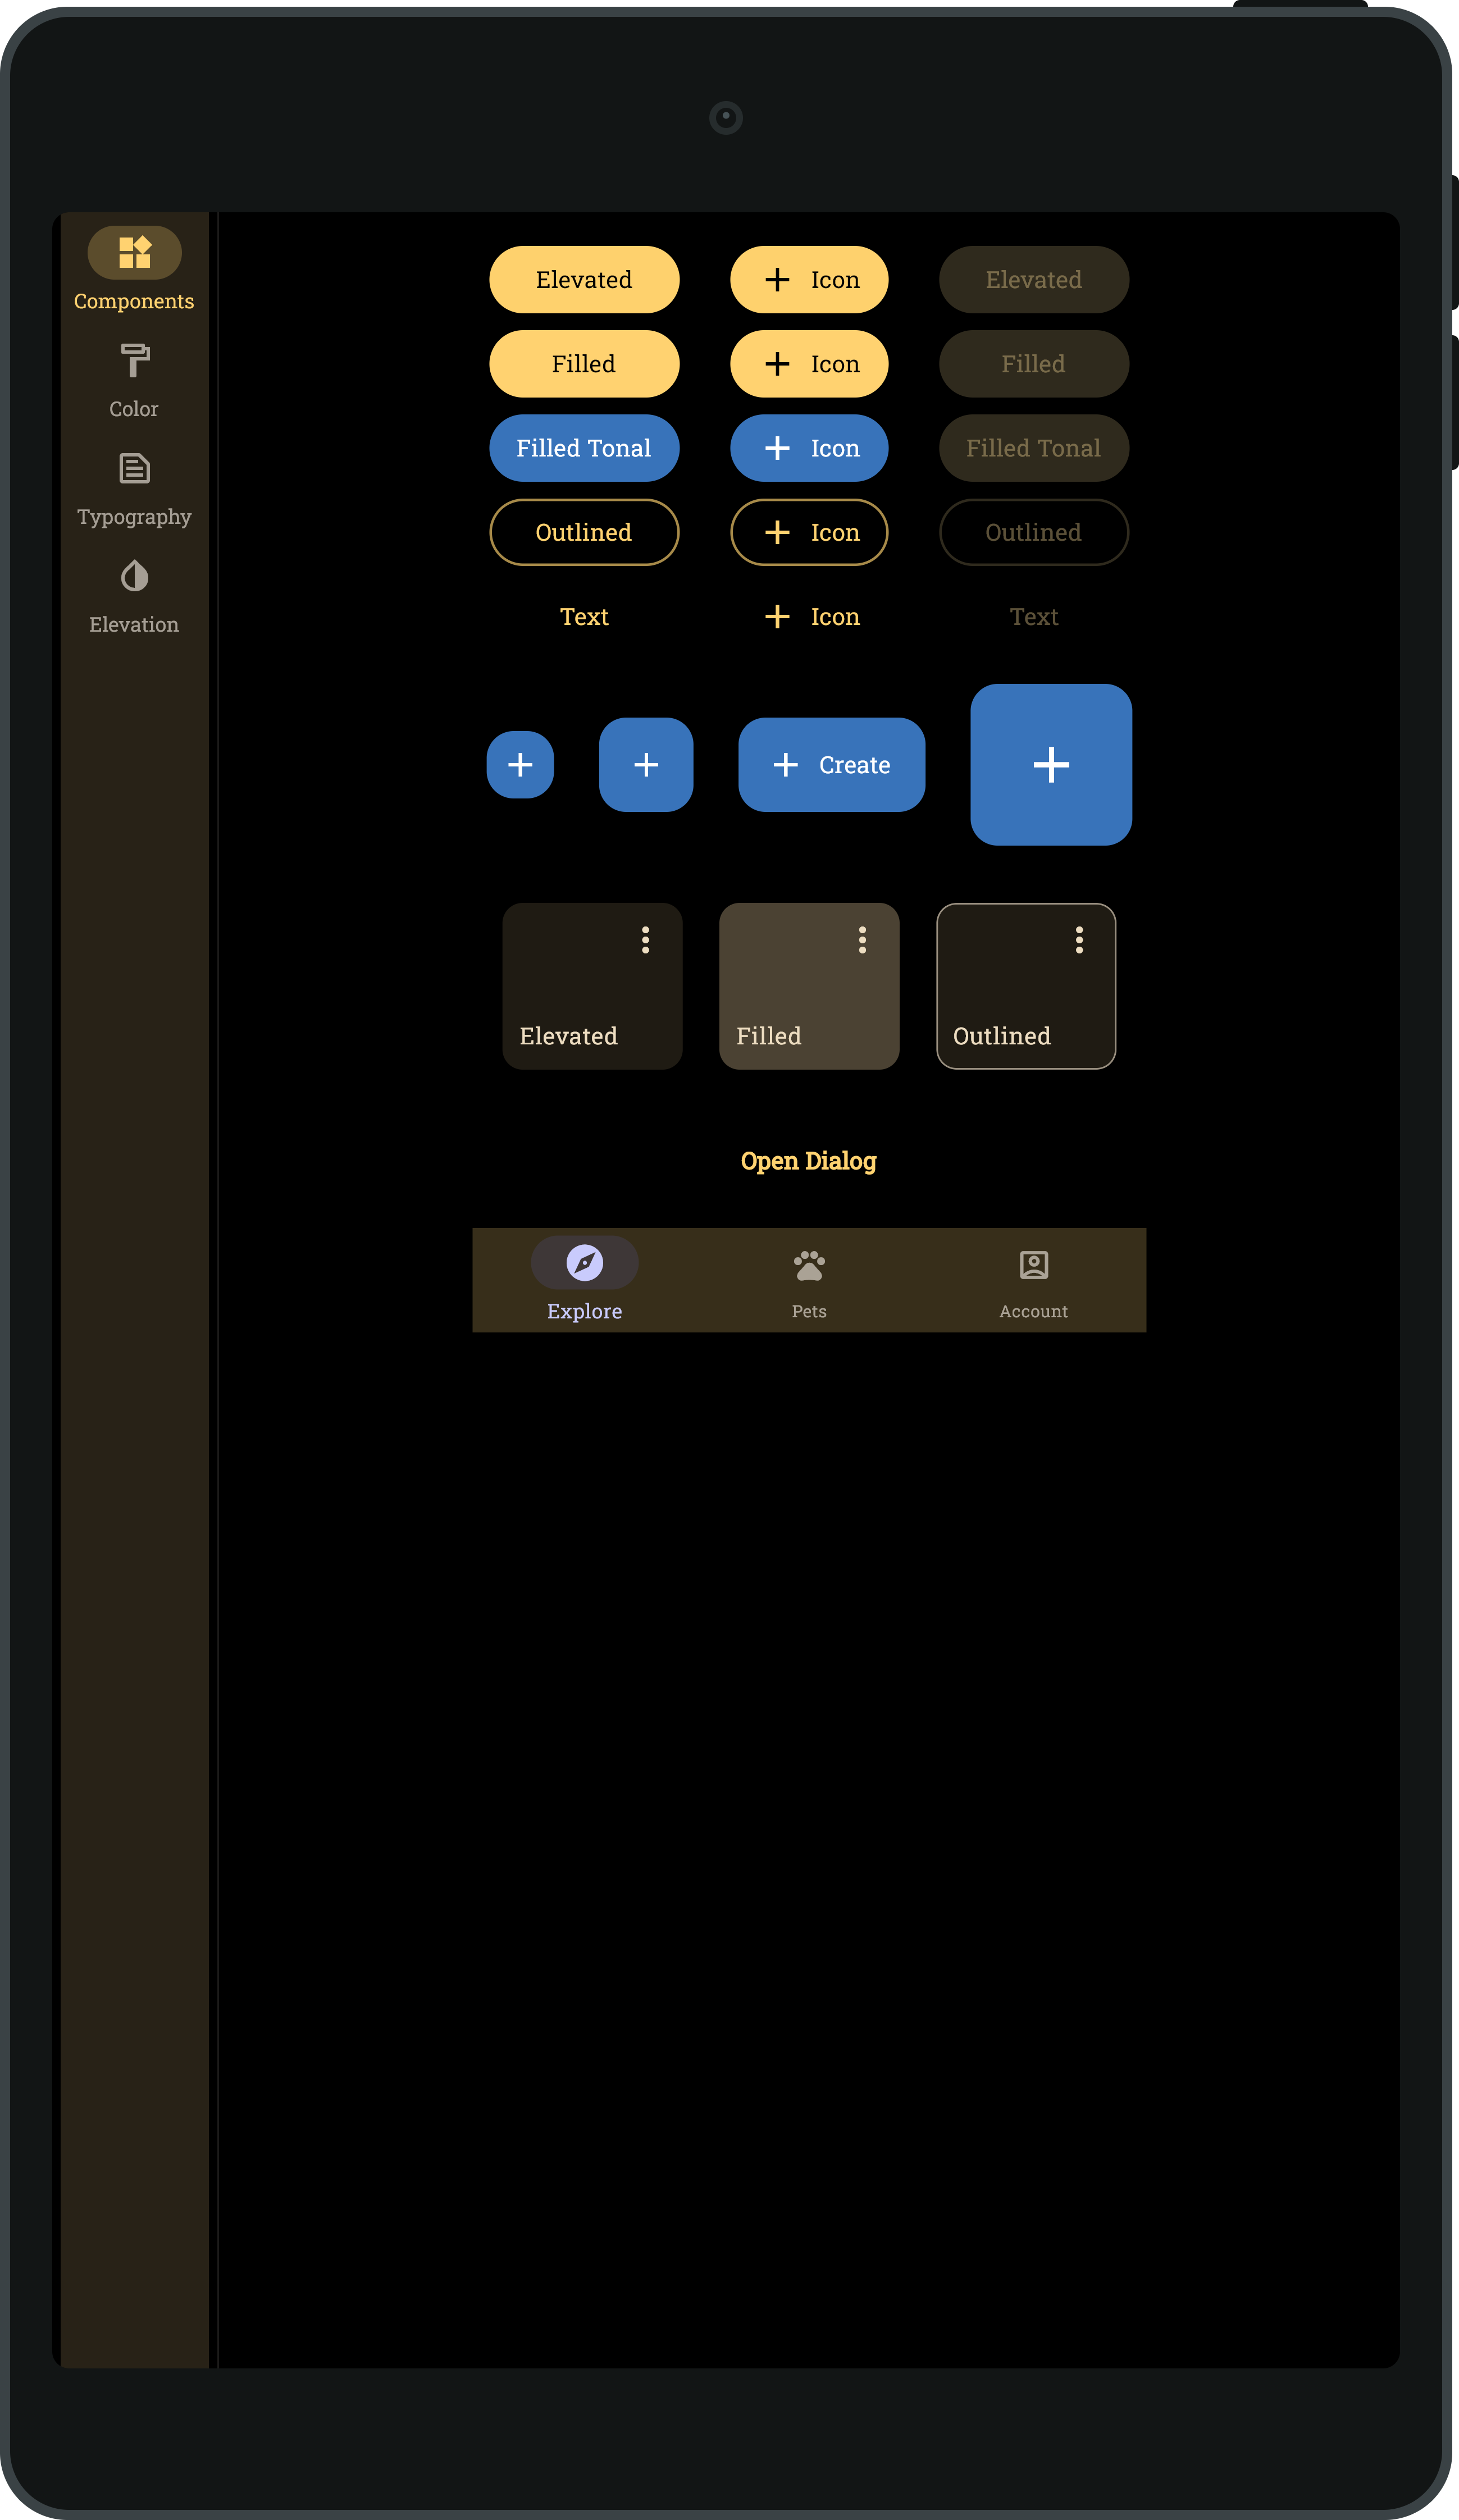 Components
Color
Typography
Elevation
Elevated
Icon
Elevated
Filled
Icon
Filled
Filled Tonal
Icon
Filled Tonal
Outlined
Icon
Outlined
Text
Icon
Text
Create
Elevated
Filled
Outlined
Open Dialog
Explore
Pets
Account